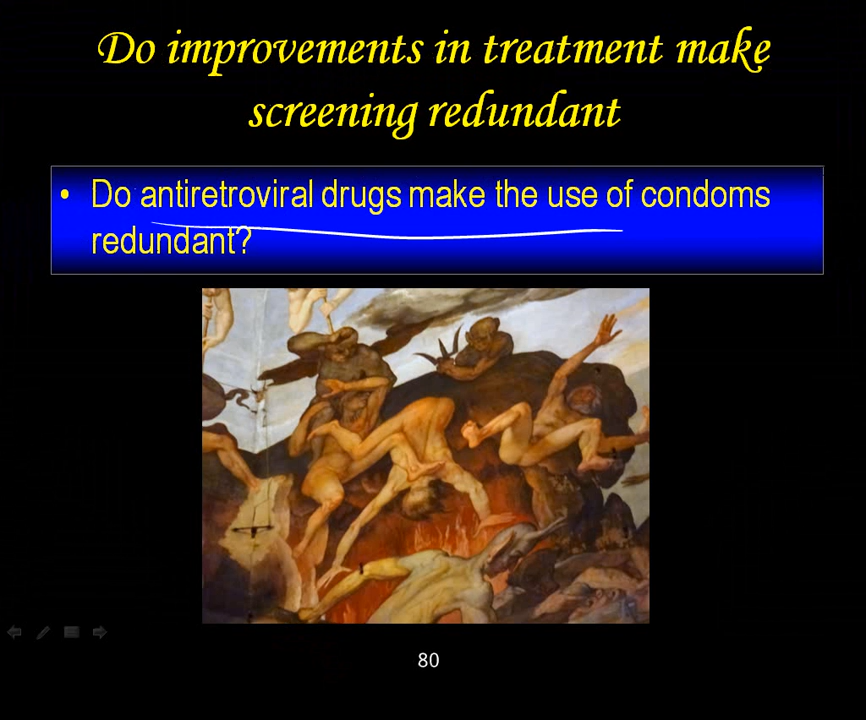 Do improvements in treatment make
screening redundant
• Do antiretroviral drugs make the use of condoms
redundant?
80